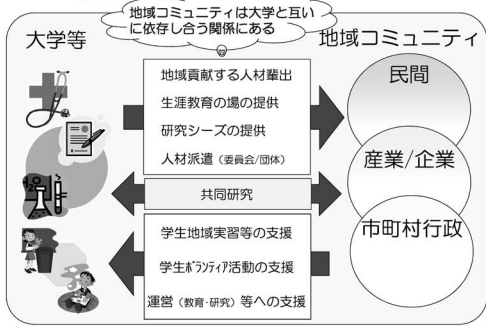 地域コミュニティは大学と互い
に依存し合う関係にある
大学等
地域コミュニティ
地域貢献する人材輩出
生涯教育の場の提供
研究シーズの提供
人材派遣（委員会/団体）
共同研究
学生地域実習等の支援
学生ボランティア活動の支援
運営（教育・研究）等への支援
民間
産業/企業
市町村行政
H₂O